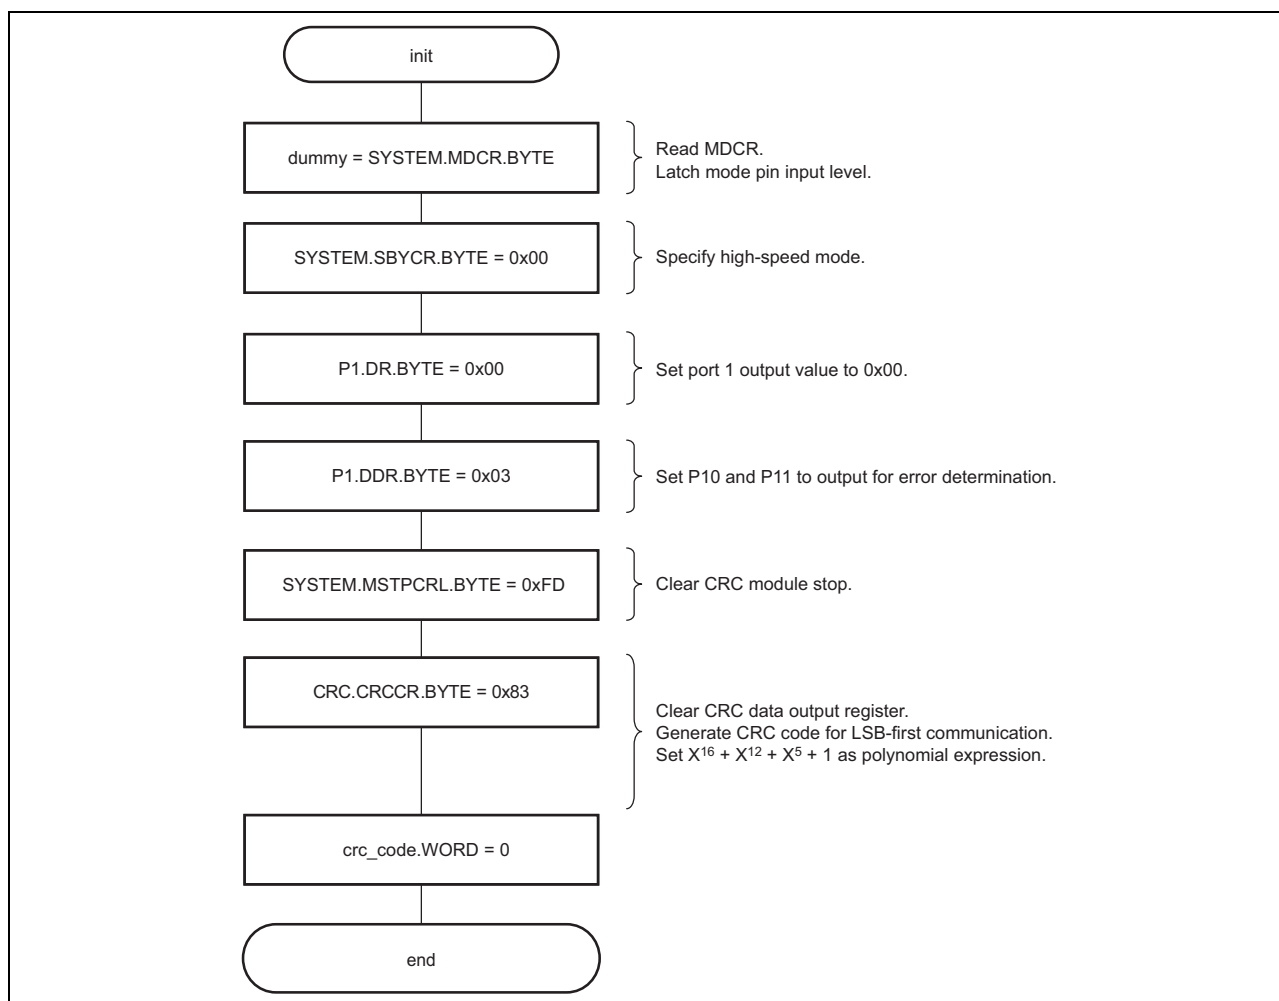 init
dummy = SYSTEM.MDCR.BYTE
Read MDCR.
Latch mode pin input level.
SYSTEM.SBYCR.BYTE = 0x00
Specify high-speed mode.
P1.DR.BYTE = 0x00
Set port 1 output value to 0x00.
P1.DDR.BYTE = 0x03
Set P10 and P11 to output for error determination.
SYSTEM.MSTPCRL.BYTE = 0xFD
Clear CRC module stop.
CRC.CRCCR.BYTE = 0x83
Clear CRC data output register.
Generate CRC code for LSB-first communication.
Set X¹⁶ + X¹² + X⁵ + 1 as polynomial expression.
crc_code.WORD = 0
end